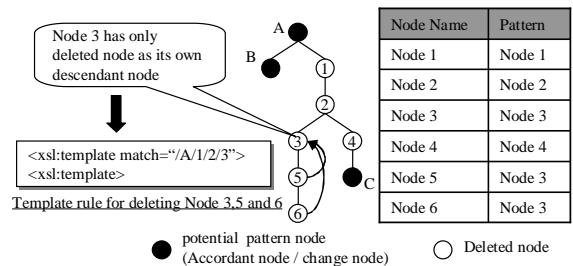 Node 3 has only
deleted node as its own
descendant node
<xsl:template match=“/A/1/2/3”>
<xsl:template>
Template rule for deleting Node 3,5 and 6
A
B
1
2
3
4
5
C
6
potential pattern node
(Accordant node / change node)
Deleted node
Node Name Pattern
Node 1 Node 1
Node 2 Node 2
Node 3 Node 3
Node 4 Node 4
Node 5 Node 3
Node 6 Node 3